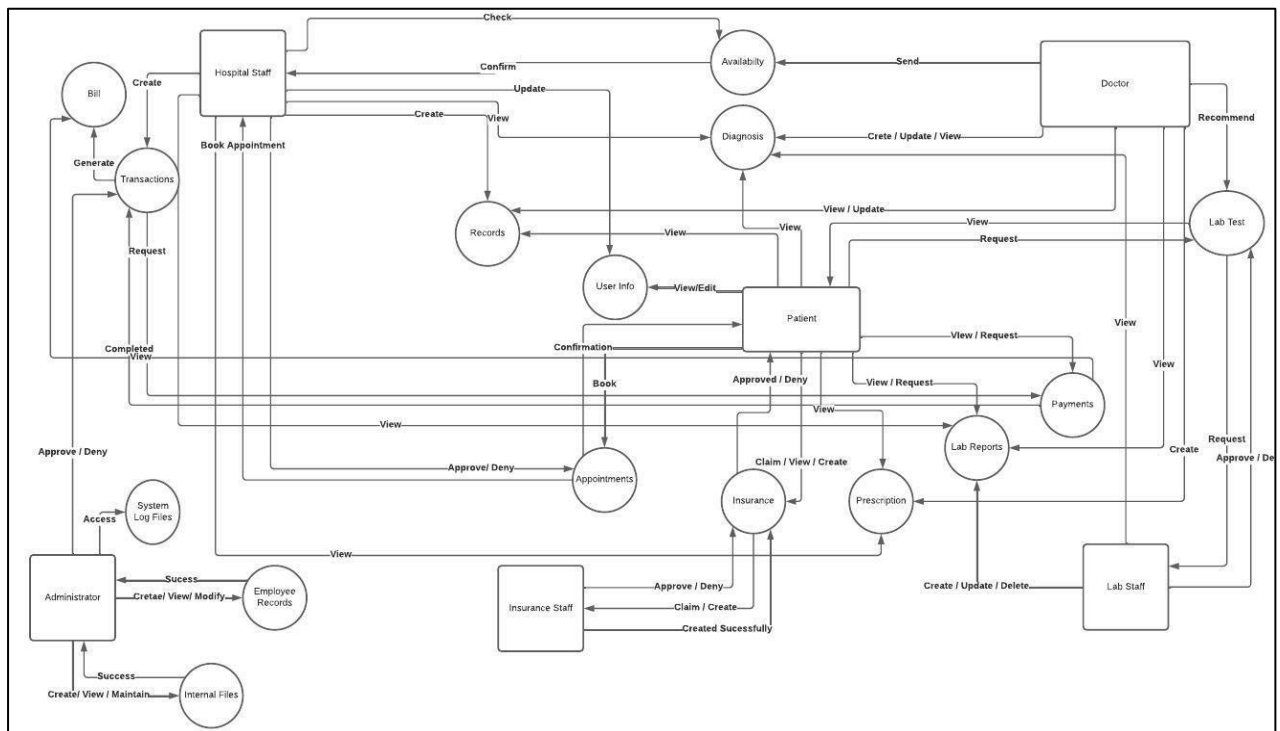 Check
Hospital Staff
Availabilty
Confirm
Send
Doctor
Bill
Create
Update
Recommend
Create
View
Diagnosis
Crete / Update / View
Book Appointment
Generate
Transactions
View / Update
Lab Test
View
Records
View
View
Request
Request
User Info
View/Edit
Patient
View
VIew / Request
Completed
View
Confirmation
View
Approved / Deny
View / Request
Book
Payments
View
View
Lab Reports
Request
Create
Approve / De
Approve / Deny
Approve/ Deny
Appointments
Claim / View / Create
Insurance
Prescription
System
Log Files
Access
View
Sucess
Administrator
Cretae/ View/ Modify
Employee
Records
Approve / Deny
Insurance Staff
Claim / Create
Created Sucessfully
Create / Update / Delete
Lab Staff
Success
Create/ View / Maintain
Internal Files